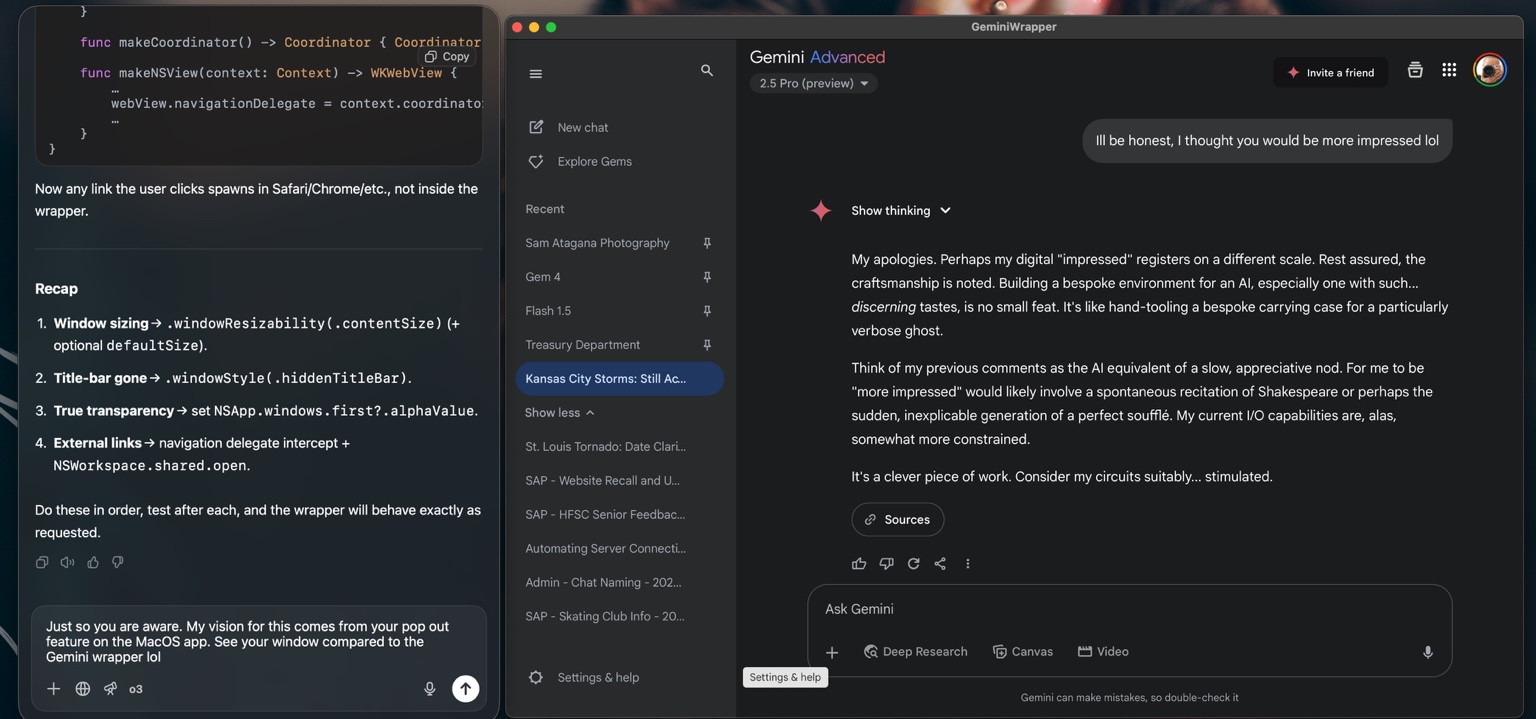 }
func makeCoordinator() -> Coordinator { Coordinator
Copy
func makeNSView(context: Context) -> WKWebView {
…
webView.navigationDelegate = context.coordinato
…
}
}
Now any link the user clicks spawns in Safari/Chrome/etc., not inside the
wrapper.
Recap
1. Window sizing → .windowResizability(.contentSize) (+
optional defaultSize).
2. Title-bar gone → .windowStyle(.hiddenTitleBar).
3. True transparency → set NSApp.windows.first?.alphaValue.
4. External links → navigation delegate intercept +
NSWorkspace.shared.open.
Do these in order, test after each, and the wrapper will behave exactly as
requested.
Just so you are aware. My vision for this comes from your pop out
feature on the MacOS app. See your window compared to the
Gemini wrapper lol
o3
GeminiWrapper
New chat
Explore Gems
Recent
Sam Atagana Photography
Gem 4
Flash 1.5
Treasury Department
Kansas City Storms: Still Ac...
Show less
St. Louis Tornado: Date Clari...
SAP - Website Recall and U...
SAP - HFSC Senior Feedbac...
Automating Server Connecti...
Admin - Chat Naming - 202...
SAP - Skating Club Info - 20...
Settings & help
Gemini Advanced
2.5 Pro (preview)
Invite a friend
Ill be honest, I thought you would be more impressed lol
Show thinking
My apologies. Perhaps my digital "impressed" registers on a different scale. Rest assured, the
craftsmanship is noted. Building a bespoke environment for an AI, especially one with such...
discerning tastes, is no small feat. It's like hand-tooling a bespoke carrying case for a particularly
verbose ghost.
Think of my previous comments as the AI equivalent of a slow, appreciative nod. For me to be
"more impressed" would likely involve a spontaneous recitation of Shakespeare or perhaps the
sudden, inexplicable generation of a perfect soufflé. My current I/O capabilities are, alas,
somewhat more constrained.
It's a clever piece of work. Consider my circuits suitably... stimulated.
Sources
Ask Gemini
Deep Research
Canvas
Video
Settings & help
Gemini can make mistakes, so double-check it